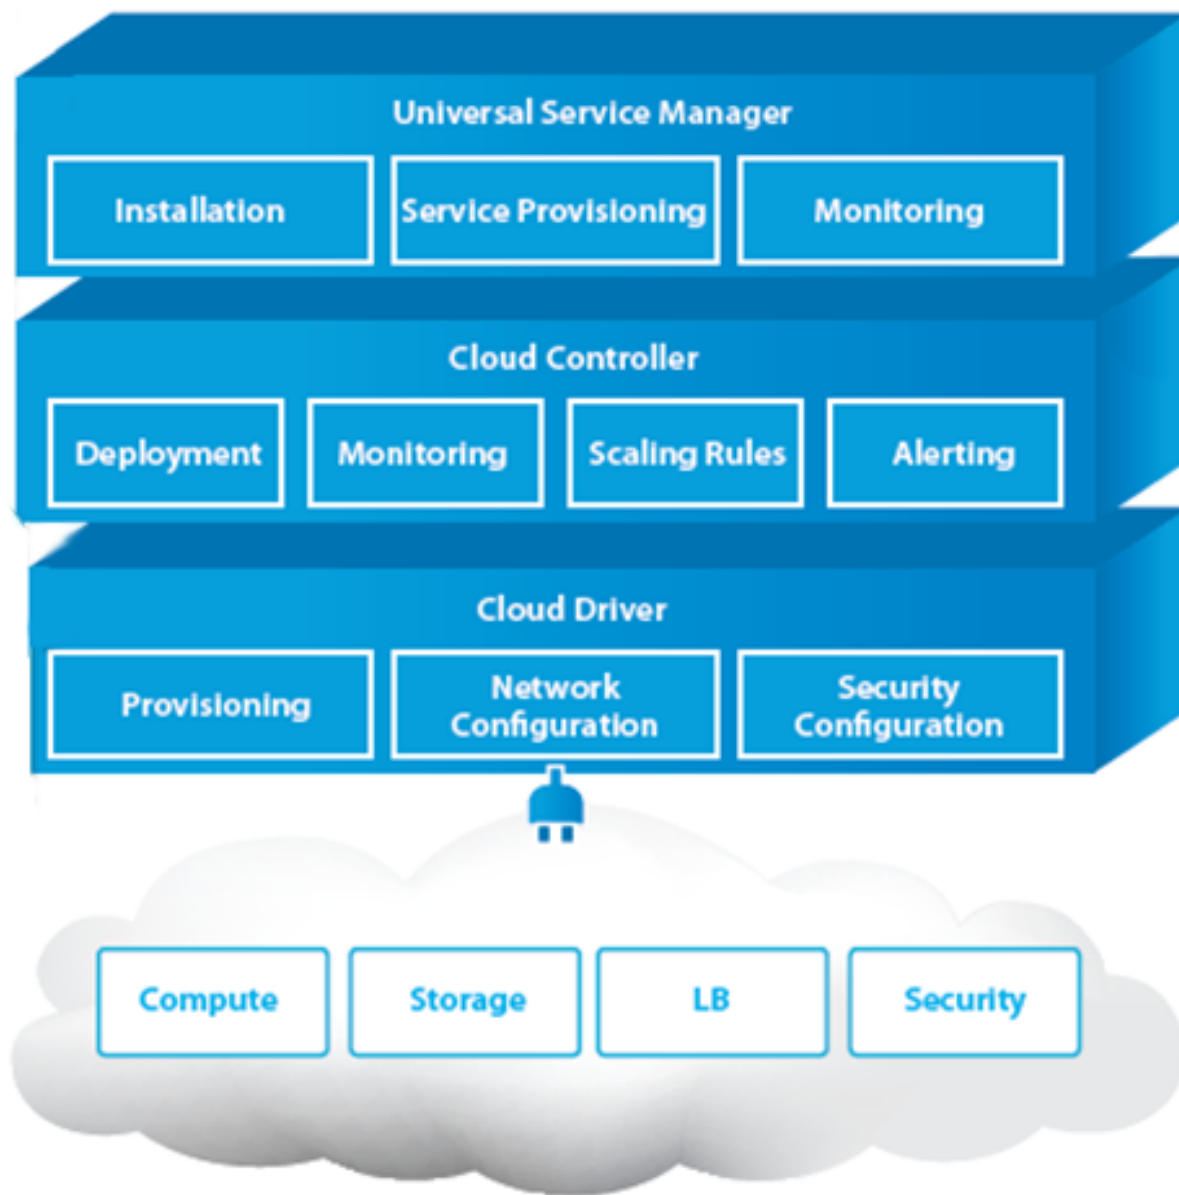 Universal Service Manager
Installation
Service Provisioning
Monitoring
Cloud Controller
Deployment
Monitoring
Scaling Rules
Alerting
Cloud Driver
Provisioning
Network
Configuration
Security
Configuration
Compute
Storage
LB
Security